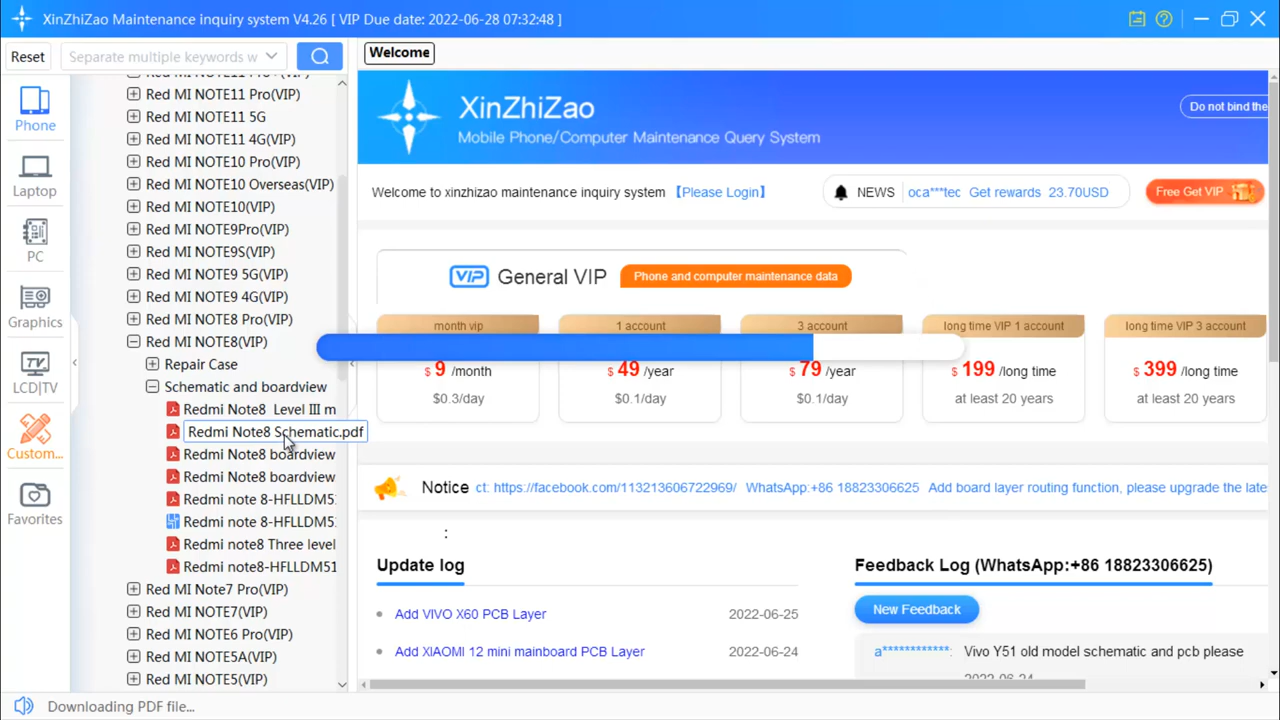 XinZhiZao Maintenance inquiry system V4.26 [ VIP Due date: 2022-06-28 07:32:48 ]
Reset
Separate multiple keywords w
Welcome
Phone
Laptop
PC
Graphics
LCD|TV
Custom...
Favorites
Red MI NOTE11 Pro+(VIP)
Red MI NOTE11 Pro(VIP)
Red MI NOTE11 5G
Red MI NOTE11 4G(VIP)
Red MI NOTE10 Pro(VIP)
Red MI NOTE10 Overseas(VIP)
Red MI NOTE10(VIP)
Red MI NOTE9Pro(VIP)
Red MI NOTE9S(VIP)
Red MI NOTE9 5G(VIP)
Red MI NOTE9 4G(VIP)
Red MI NOTE8 Pro(VIP)
Red MI NOTE8(VIP)
Repair Case
Schematic and boardview
Redmi Note8  Level III m
Redmi Note8 Schematic.pdf
Redmi Note8 boardview
Redmi Note8 boardview
Redmi note 8-HFLLDM51
Redmi note 8-HFLLDM51
Redmi note8 Three level
Redmi note8-HFLLDM51
Red MI Note7 Pro(VIP)
Red MI NOTE7(VIP)
Red MI NOTE6 Pro(VIP)
Red MI NOTE5A(VIP)
Red MI NOTE5(VIP)
XinZhiZao
Mobile Phone/Computer Maintenance Query System
Do not bind the
Welcome to xinzhizao maintenance inquiry system 【Please Login】
NEWS oca***tec Get rewards 23.70USD
Free Get VIP
VIP General VIP Phone and computer maintenance data
month vip
$ 9 /month
$0.3/day
1 account
$ 49 /year
$0.1/day
3 account
$ 79 /year
$0.1/day
long time VIP 1 account
$ 199 /long time
at least 20 years
long time VIP 3 account
$ 399 /long time
at least 20 years
Notice ct: https://facebook.com/113213606722969/ WhatsApp:+86 18823306625 Add board layer routing function, please upgrade the late
:
Update log
Add VIVO X60 PCB Layer 2022-06-25
Add XIAOMI 12 mini mainboard PCB Layer 2022-06-24
Feedback Log (WhatsApp:+86 18823306625)
New Feedback
a************: Vivo Y51 old model schematic and pcb please
2022-06-24
Downloading PDF file...